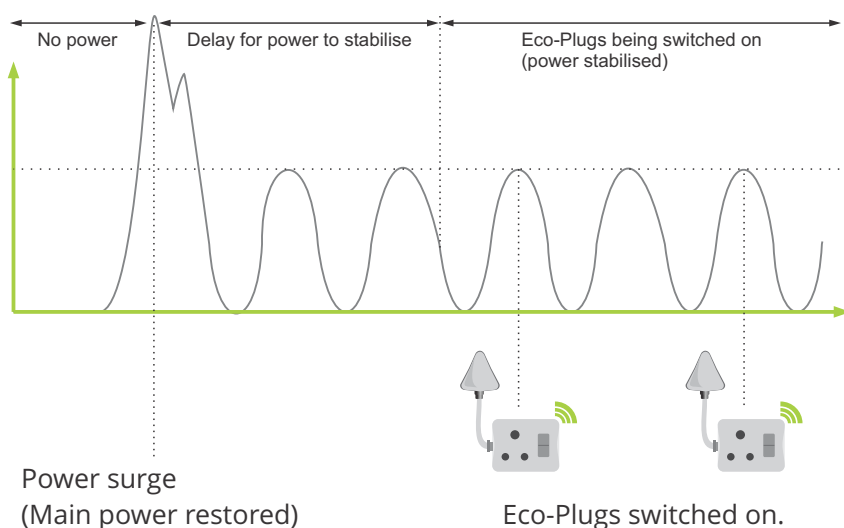 No power
Delay for power to stabilise
Eco-Plugs being switched on
(power stabilised)
Power surge
(Main power restored)
Eco-Plugs switched on.